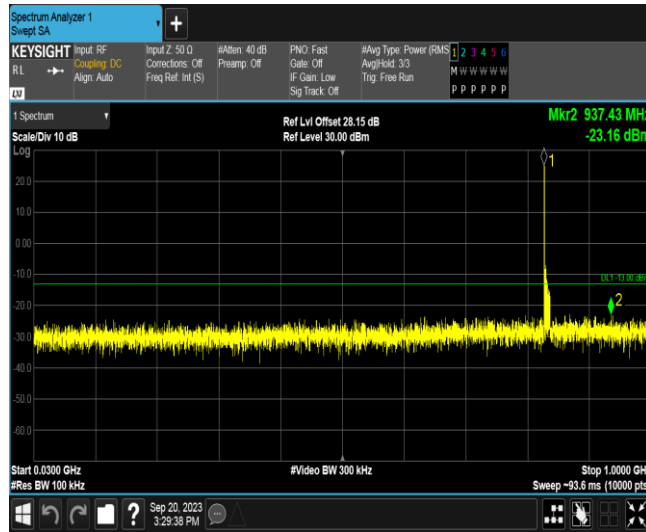 Spectrum Analyzer 1
Swept SA
+
KEYSIGHT
RL
LXI
Input: RF
Coupling: DC
Align: Auto
Input Z: 50 Ω
Corrections: Off
Freq Ref: Int (S)
#Atten: 40 dB
Preamp: Off
PNO: Fast
Gate: Off
IF Gain: Low
Sig Track: Off
#Avg Type: Power (RMS
Avg|Hold: 3/3
Trig: Free Run
1 2 3 4 5 6
M W W W W W
P P P P P P
1 Spectrum
Scale/Div 10 dB
Log
Ref Lvl Offset 28.15 dB
Ref Level 30.00 dBm
Mkr2 937.43 MHz
-23.16 dBm
1
20.0
10.0
0.00
-10.0
DL1 -13.00 dBm
2
-20.0
-30.0
-40.0
-50.0
-60.0
Start 0.0300 GHz
#Res BW 100 kHz
#Video BW 300 kHz
Stop 1.0000 GH
Sweep ~93.6 ms (10000 pts
?
Sep 20, 2023
3:29:38 PM